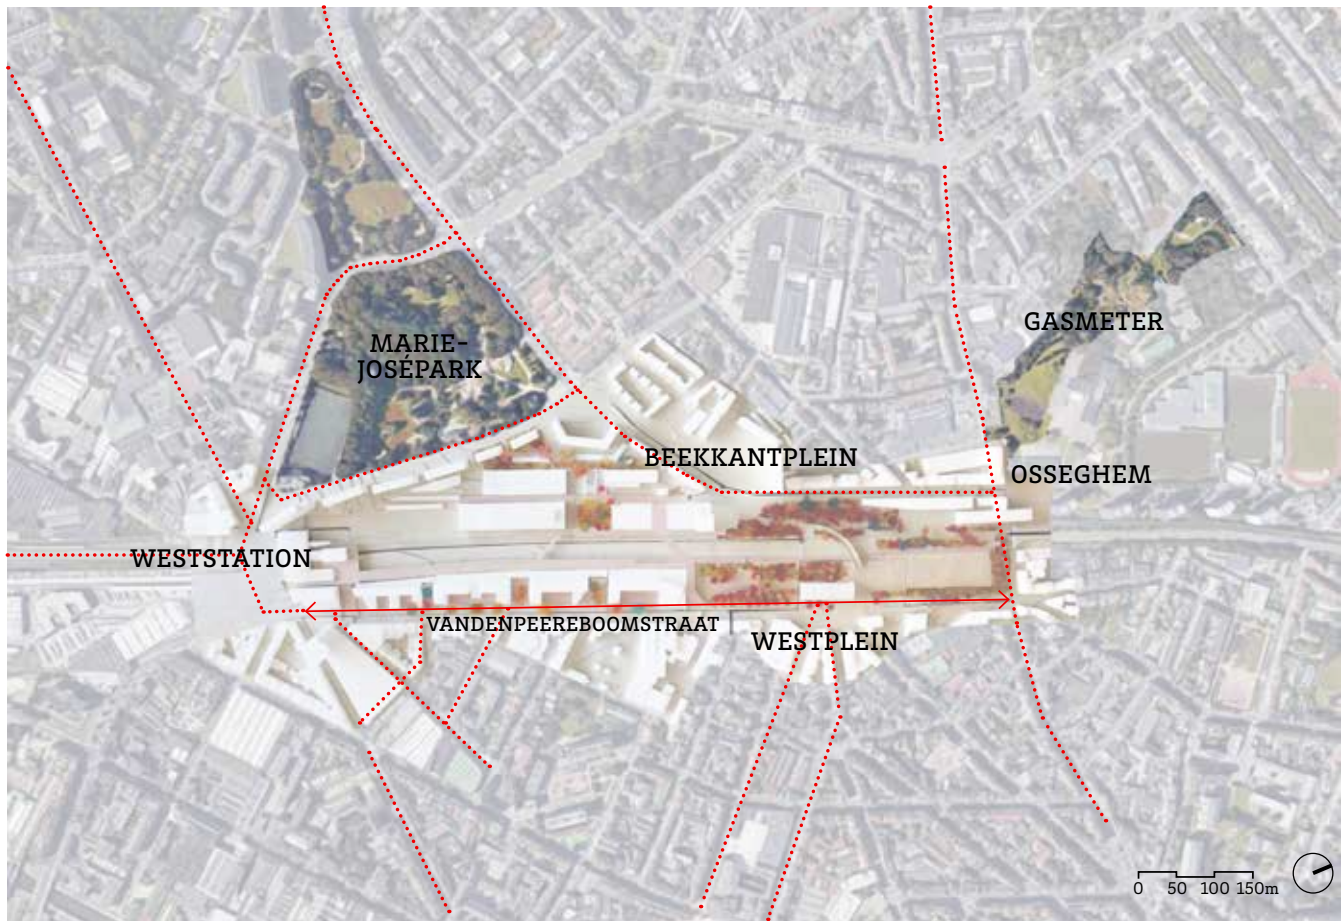 MARIE-
JOSÉPARK
GASMETER
BEEKKANTPLEIN
OSSEGHEM
WESTSTATION
VANDENPEEREBOOMSTRAAT
WESTPLEIN
0 50 100 150m